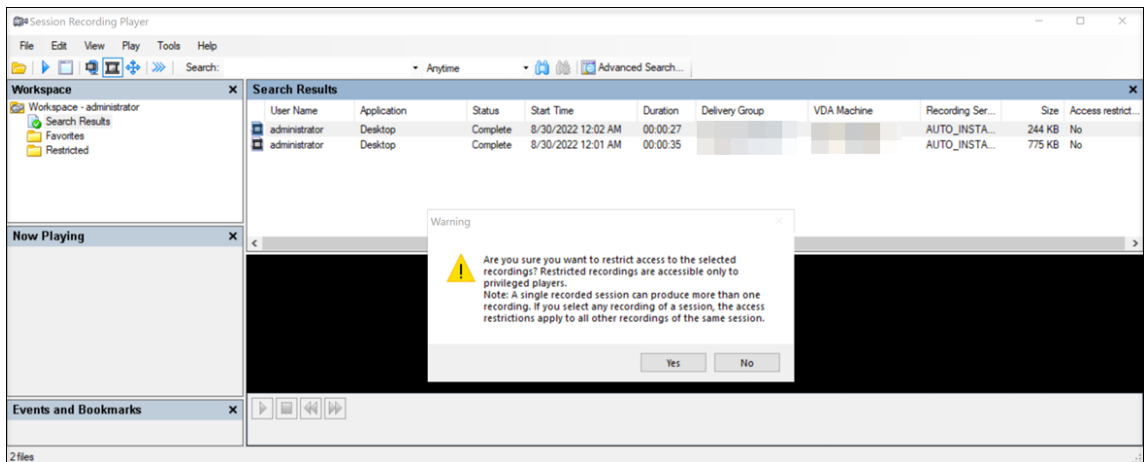 Session Recording Player
File Edit View Play Tools Help
Search: Anytime Advanced Search...
Workspace
Workspace - administrator
Search Results
Favorites
Restricted
Search Results
User Name Application Status Start Time Duration Delivery Group VDA Machine Recording Ser... Size Access restrict...
administrator Desktop Complete 8/30/2022 12:02 AM 00:00:27 AUTO_INSTA... 244 KB No
administrator Desktop Complete 8/30/2022 12:01 AM 00:00:35 AUTO_INSTA... 775 KB No
Now Playing
Warning
Are you sure you want to restrict access to the selected
recordings? Restricted recordings are accessible only to
privileged players.
Note: A single recorded session can produce more than one
recording. If you select any recording of a session, the access
restrictions apply to all other recordings of the same session.
Yes No
Events and Bookmarks
2 files